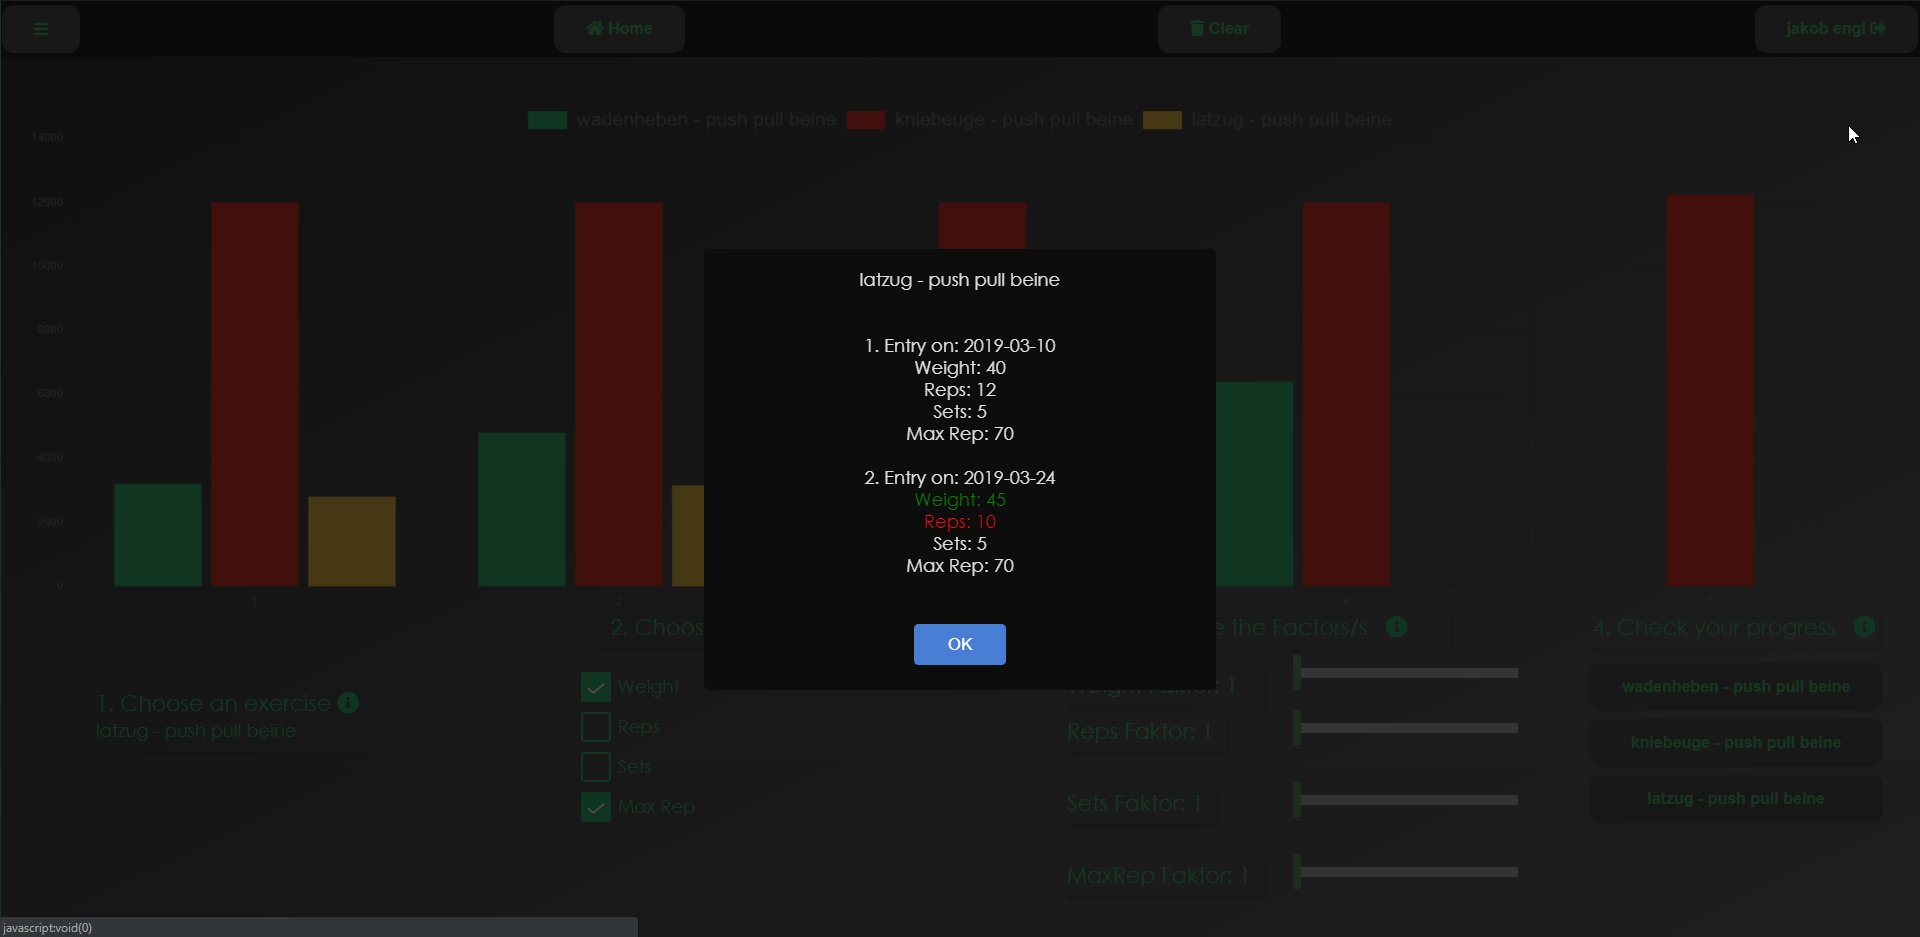 Home
Clear
jakob engl
wadenheben - push pull beine
kniebeuge - push pull beine
latzug - push pull beine
14000
12000
10000
8000
6000
4000
2000
0
1
2
4
5
latzug - push pull beine
1. Entry on: 2019-03-10
Weight: 40
Reps: 12
Sets: 5
Max Rep: 70
2. Entry on: 2019-03-24
Weight: 45
Reps: 10
Sets: 5
Max Rep: 70
OK
1. Choose an exercise
latzug - push pull beine
2. Choos
Weight
Reps
Sets
Max Rep
e the Factors/s
Weight Faktor: 1
Reps Faktor: 1
Sets Faktor: 1
MaxRep Faktor: 1
4. Check your progress
wadenheben - push pull beine
kniebeuge - push pull beine
latzug - push pull beine
javascript:void(0)